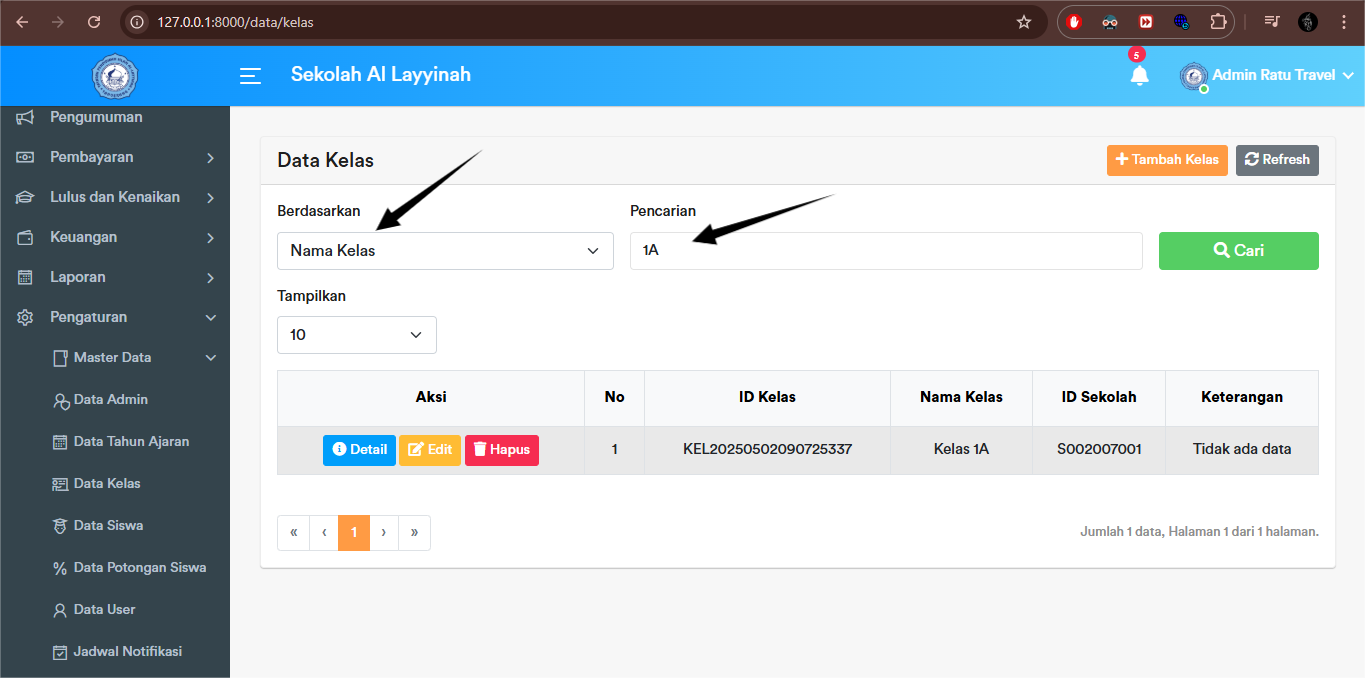 127.0.0.1:8000/data/kelas
Sekolah Al Layyinah
5
Admin Ratu Travel
Pengumuman
Pembayaran
Lulus dan Kenaikan
Keuangan
Laporan
Pengaturan
Master Data
Data Admin
Data Tahun Ajaran
Data Kelas
Data Siswa
Data Potongan Siswa
Data User
Jadwal Notifikasi
Data Kelas
Tambah Kelas
Refresh
Berdasarkan
Pencarian
Nama Kelas
1A
Cari
Tampilkan
10
Aksi No ID Kelas Nama Kelas ID Sekolah Keterangan
Detail Edit Hapus 1 KEL20250502090725337 Kelas 1A S002007001 Tidak ada data
« ‹ 1 › »
Jumlah 1 data, Halaman 1 dari 1 halaman.